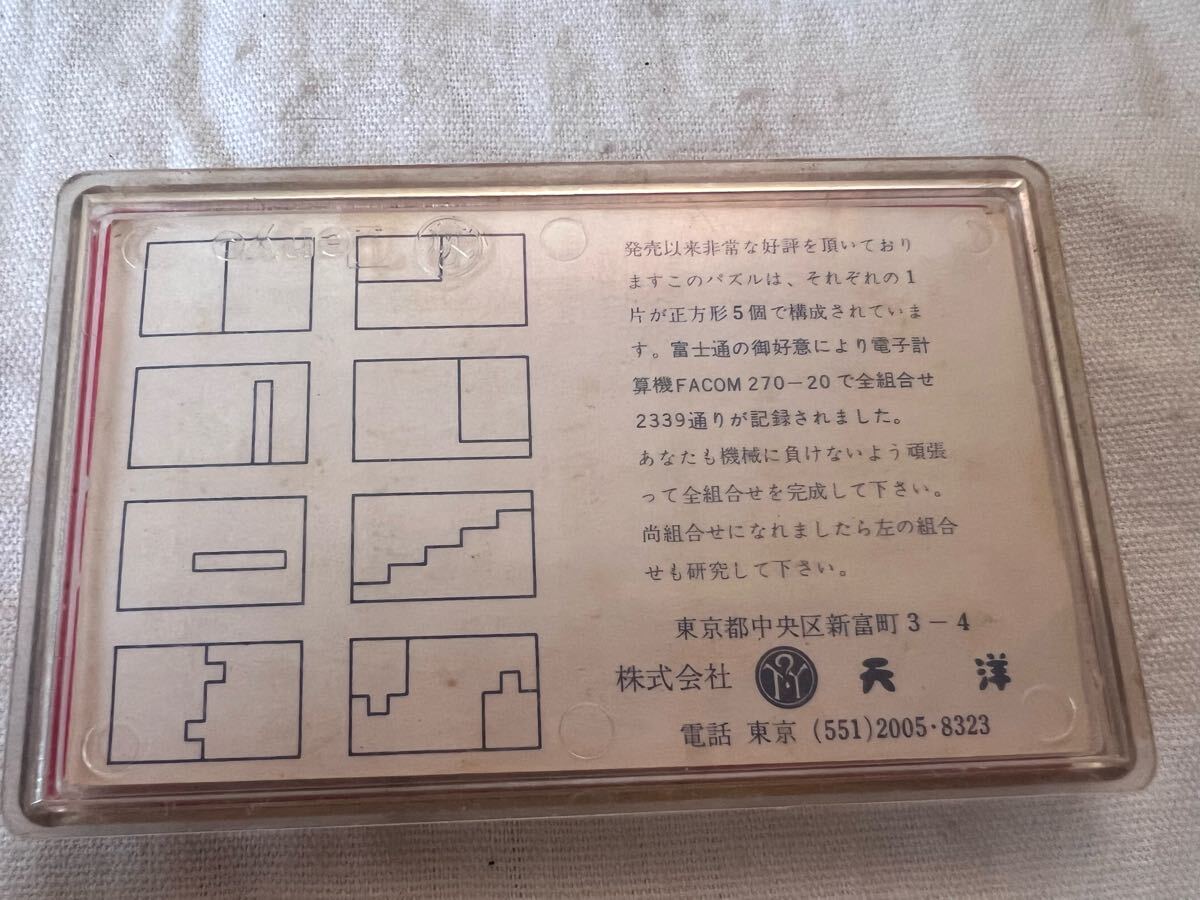 Tenyo
発売以来非常な好評を頂いており
ますこのパズルは、それぞれの1
片が正方形5個で構成されていま
す。富士通の御好意により電子計
算機FACOM 270－20で全組合せ
2339通りが記録されました。
あなたも機械に負けないよう頑張
って全組合せを完成して下さい。
尚組合せになれましたら左の組合
せも研究して下さい。
東京都中央区新富町3－4
株式会社 天洋
電話 東京 (551)2005・8323